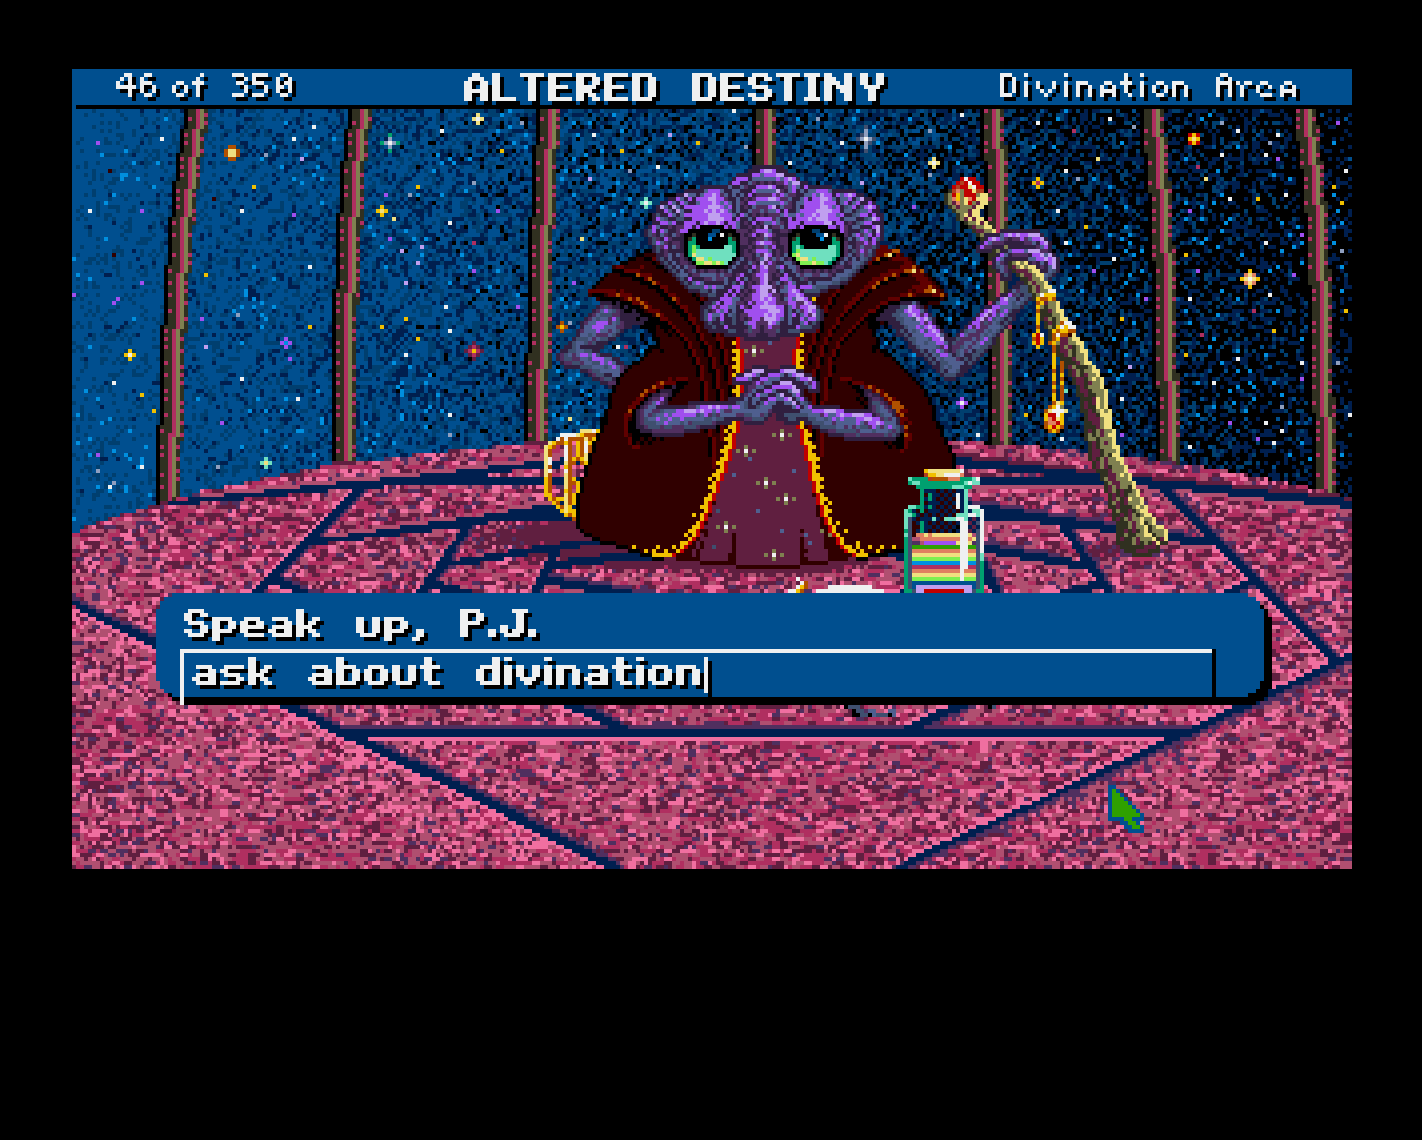 46 of 350 ALTERED DESTINY Divination Area
Speak up, P.J.
ask about divination